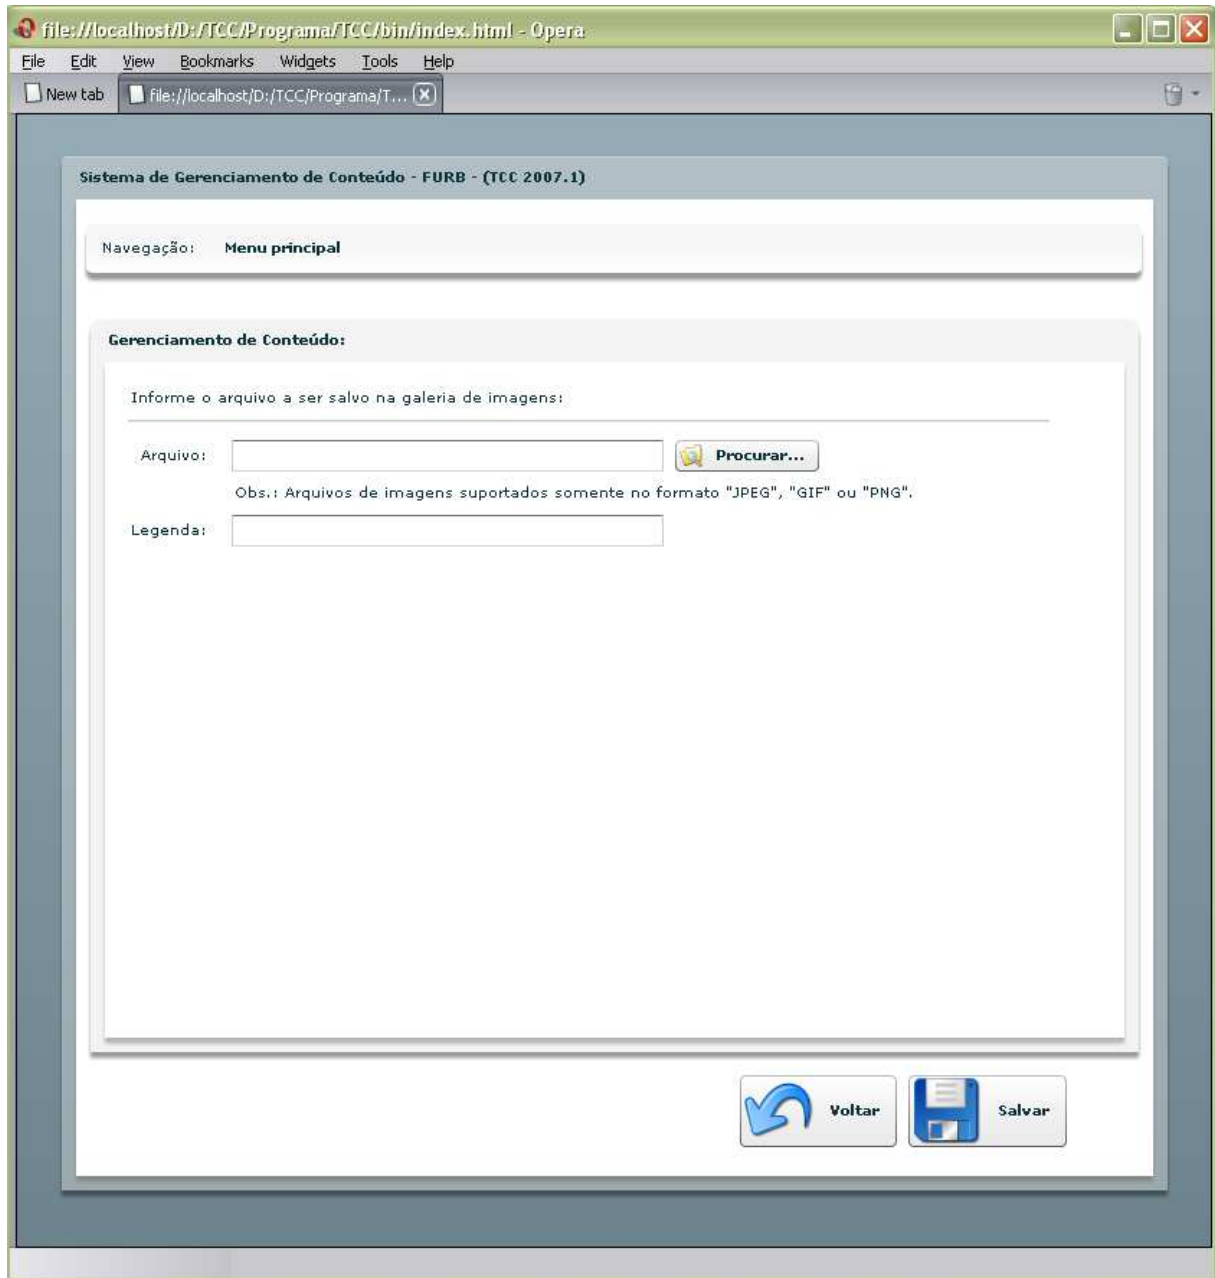 file://localhost/D:/TCC/Programa/TCC/bin/index.html - Opera
File Edit View Bookmarks Widgets Tools Help
New tab file://localhost/D:/TCC/Programa/T...
Sistema de Gerenciamento de Conteúdo - FURB - (TCC 2007.1)
Navegação: Menu principal
Gerenciamento de Conteúdo:
Informe o arquivo a ser salvo na galeria de imagens:
Arquivo: Procurar...
Obs.: Arquivos de imagens suportados somente no formato "JPEG", "GIF" ou "PNG".
Legenda:
Voltar Salvar